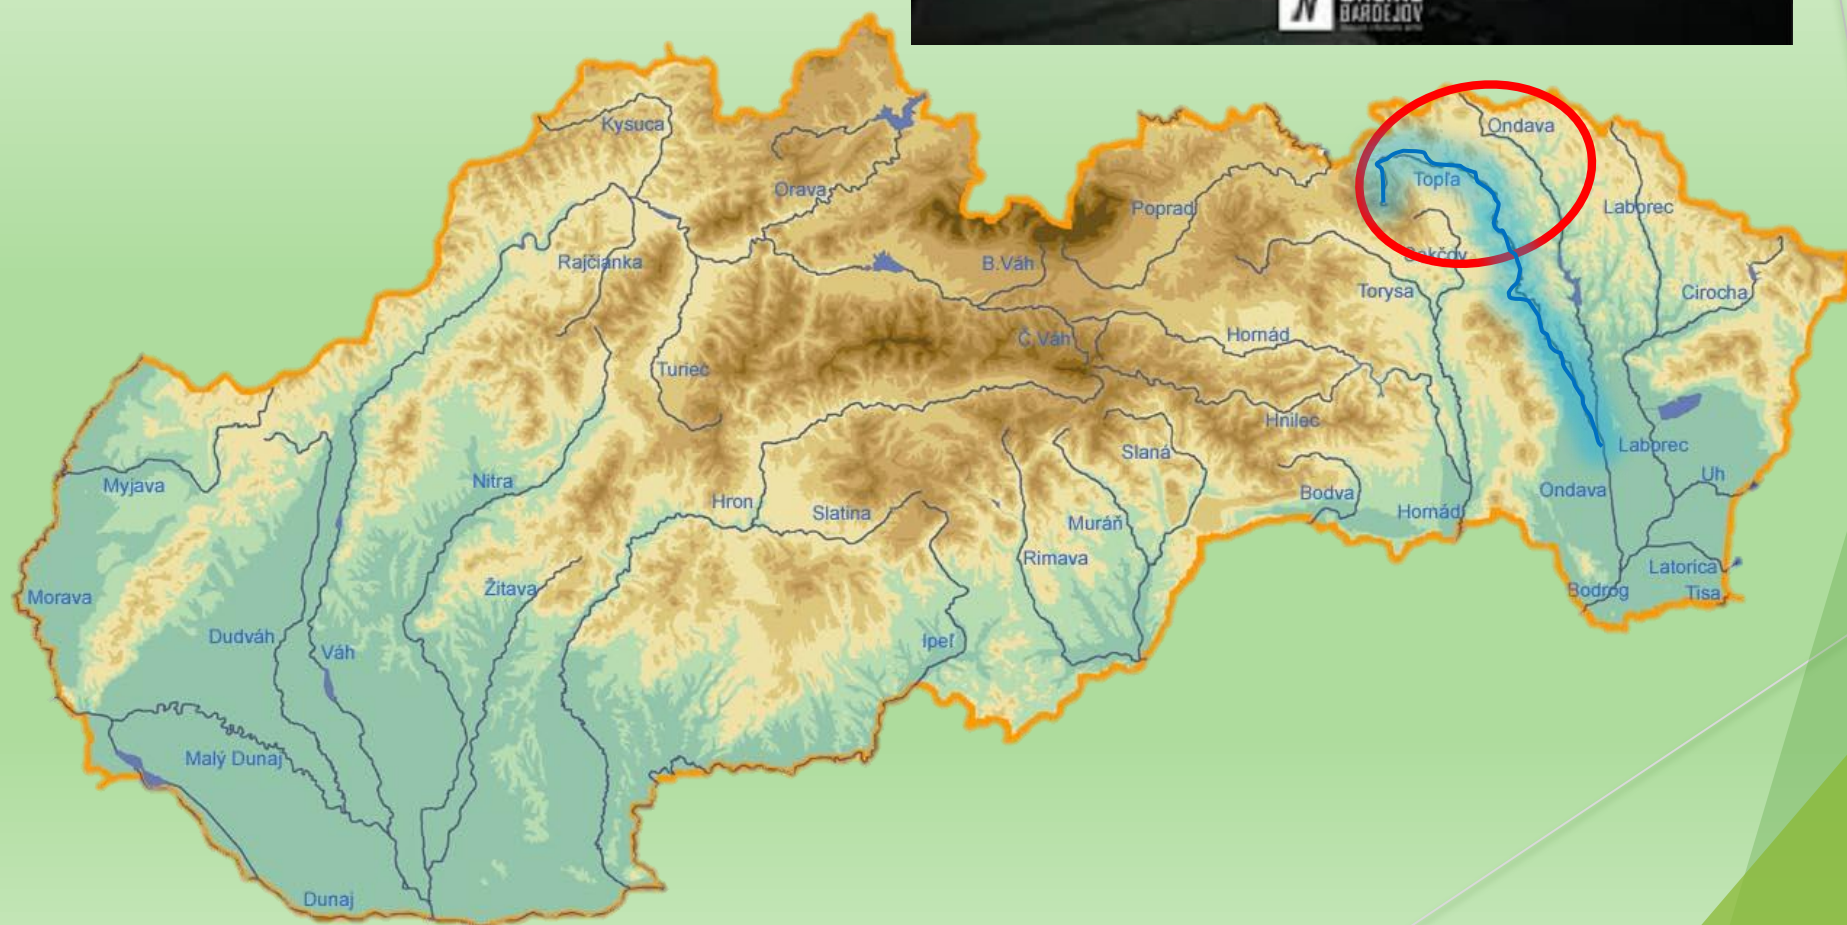 BARDEJOV
Kysuca
Ondava
Orava
Topľa
Poprad
Laborec
Rajčianka
B.Váh
Torysa
Cirocha
Č.Váh
Hornád
Turiec
Hnilec
Slaná
Laborec
Uh
Myjava
Nitra
Hron
Slatina
Muráň
Bodva
Hornád
Ondava
Rimava
Latorica
Žitava
Bodrog
Tisa
Morava
Dudváh
Váh
Ipeľ
Malý Dunaj
Dunaj